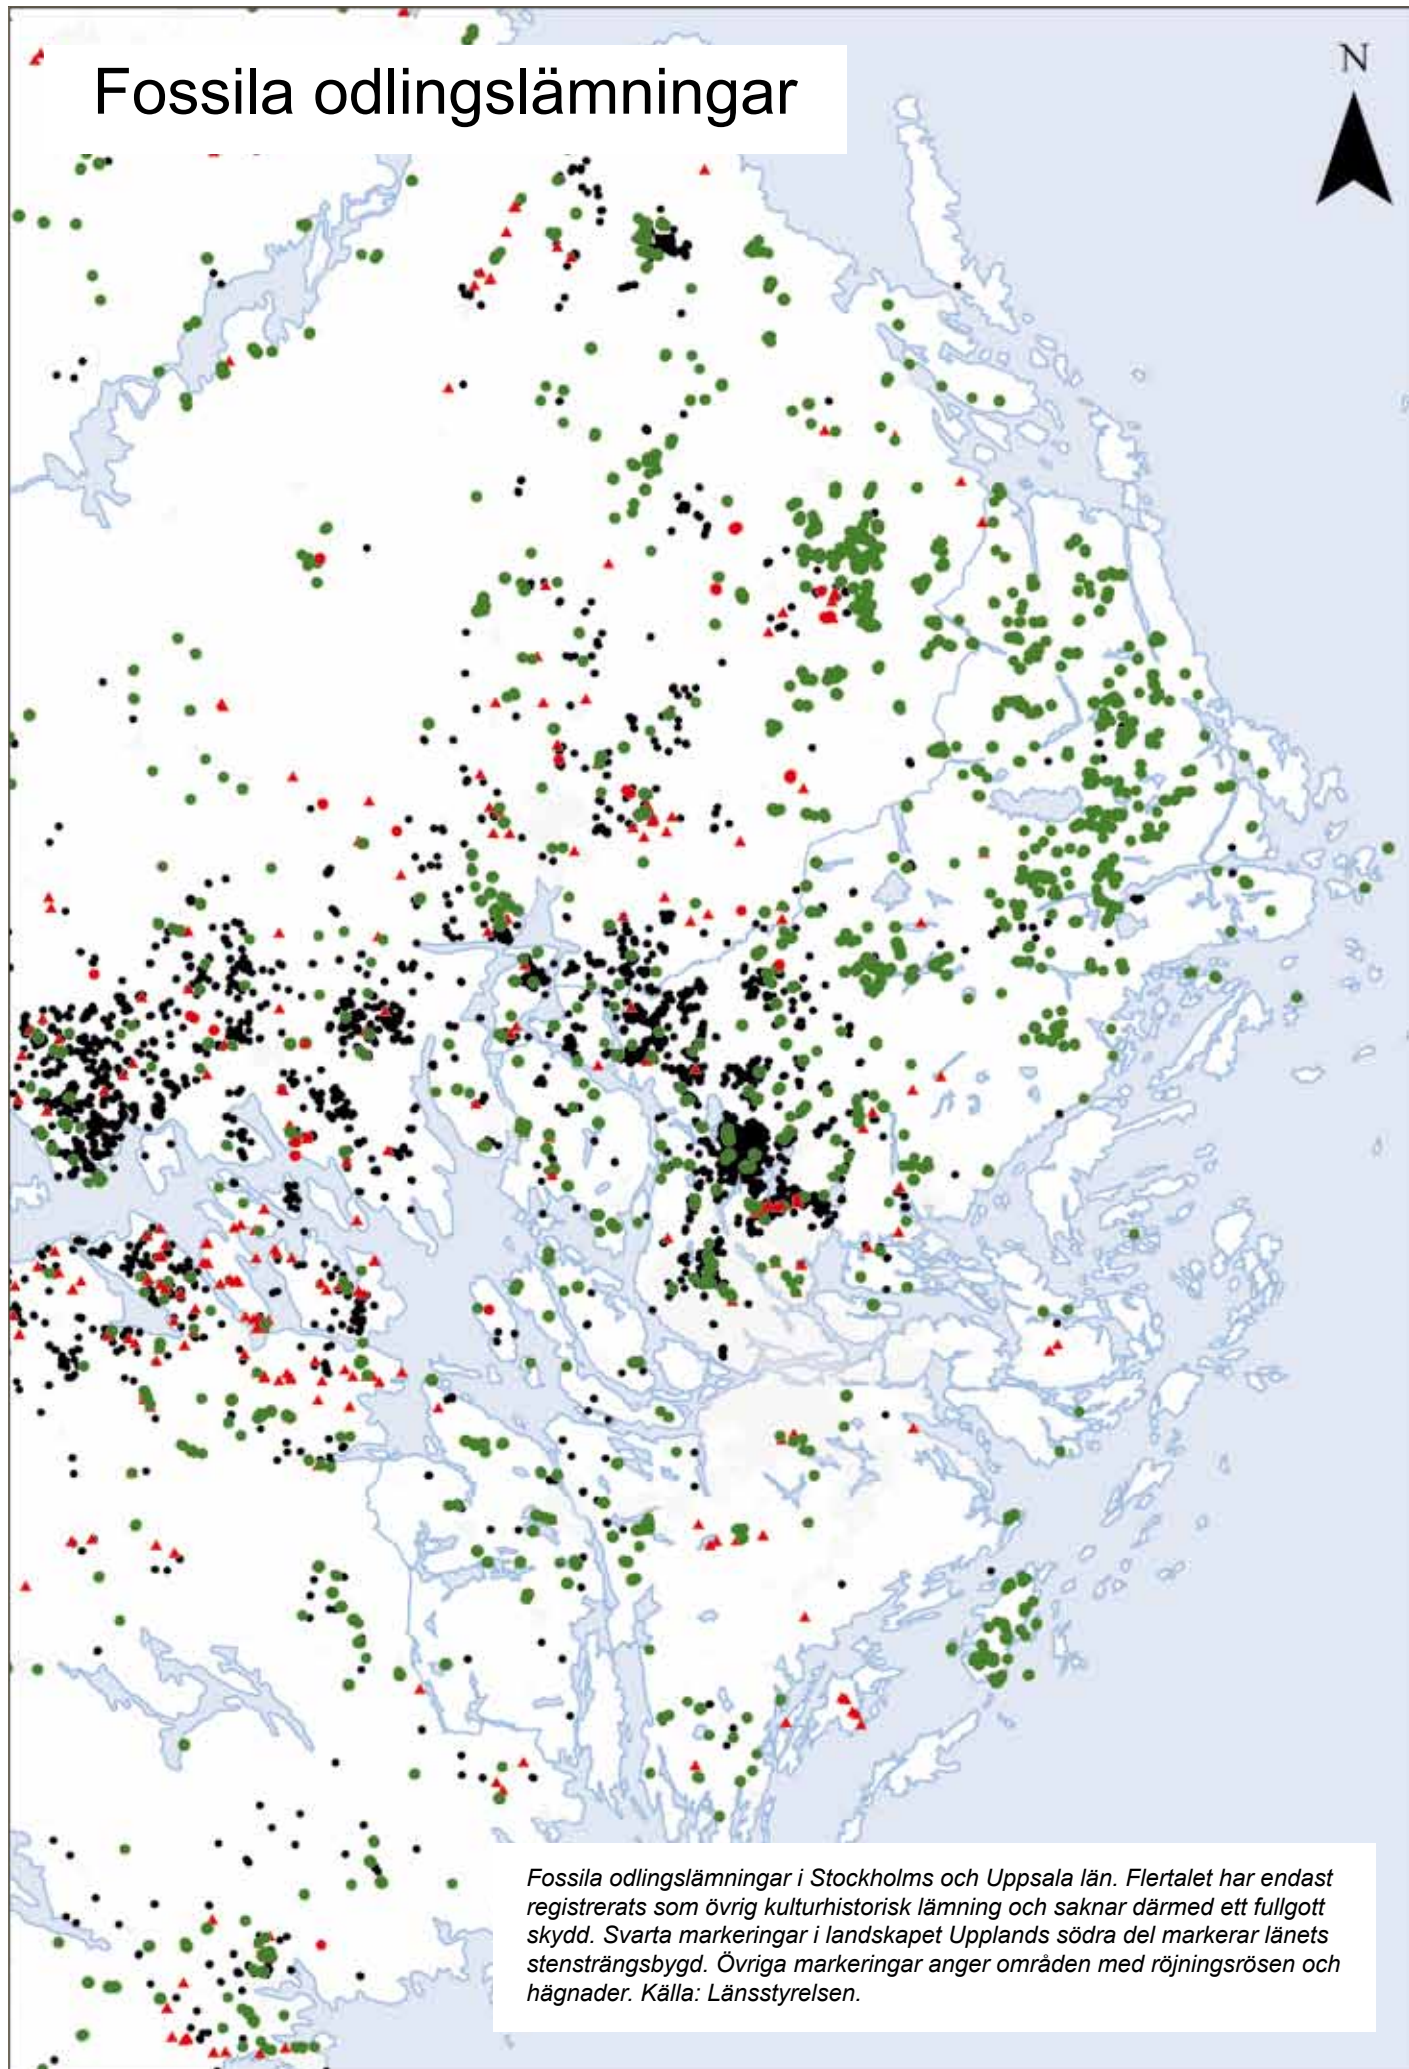 Fossila odlingslämningar
N
Fossila odlingslämningar i Stockholms och Uppsala län. Flertalet har endast
registrerats som övrig kulturhistorisk lämning och saknar därmed ett fullgott
skydd. Svarta markeringar i landskapet Upplands södra del markerar länets
stensträngsbygd. Övriga markeringar anger områden med röjningsrösen och
hägnader. Källa: Länsstyrelsen.